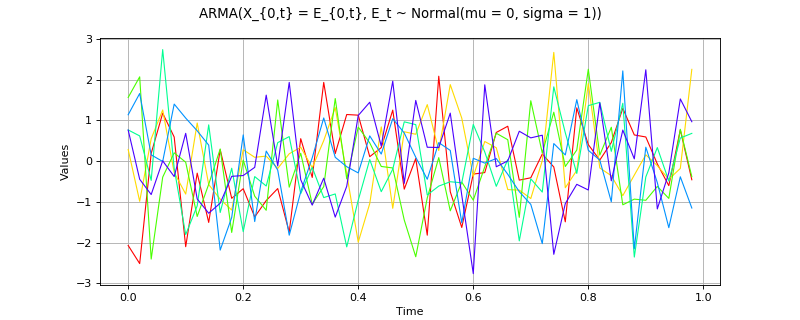 ARMA(X_{0,t} = E_{0,t}, E_t ~ Normal(mu = 0, sigma = 1))
3
2
1
0
−1
−2
−3
Values
0.0 0.2 0.4 0.6 0.8 1.0
Time